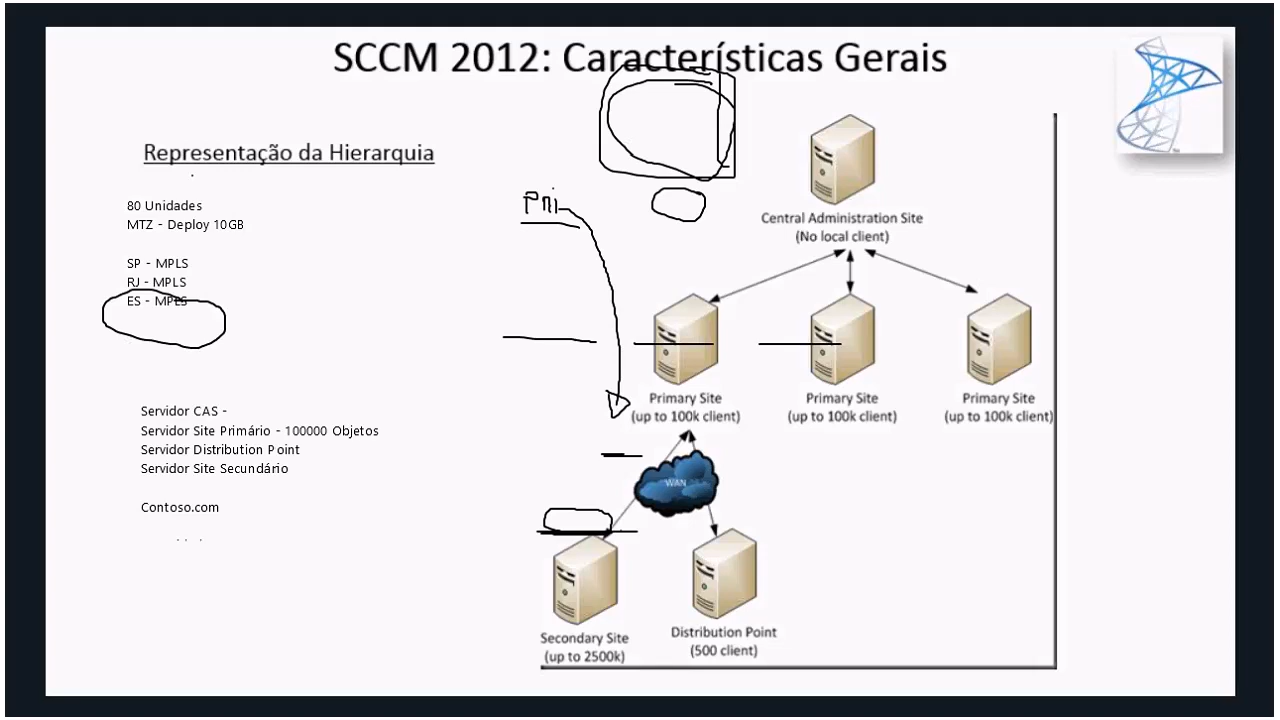 SCCM 2012: Características Gerais
Representação da Hierarquia
80 Unidades
MTZ - Deploy 10GB
SP - MPLS
RJ - MPLS
ES - MPLS
Servidor CAS -
Servidor Site Primário - 100000 Objetos
Servidor Distribution Point
Servidor Site Secundário
Contoso.com
Pri
Central Administration Site
(No local client)
Primary Site
(up to 100k client)
Primary Site
(up to 100k client)
Primary Site
(up to 100k client)
WAN
Secondary Site
(up to 2500k)
Distribution Point
(500 client)